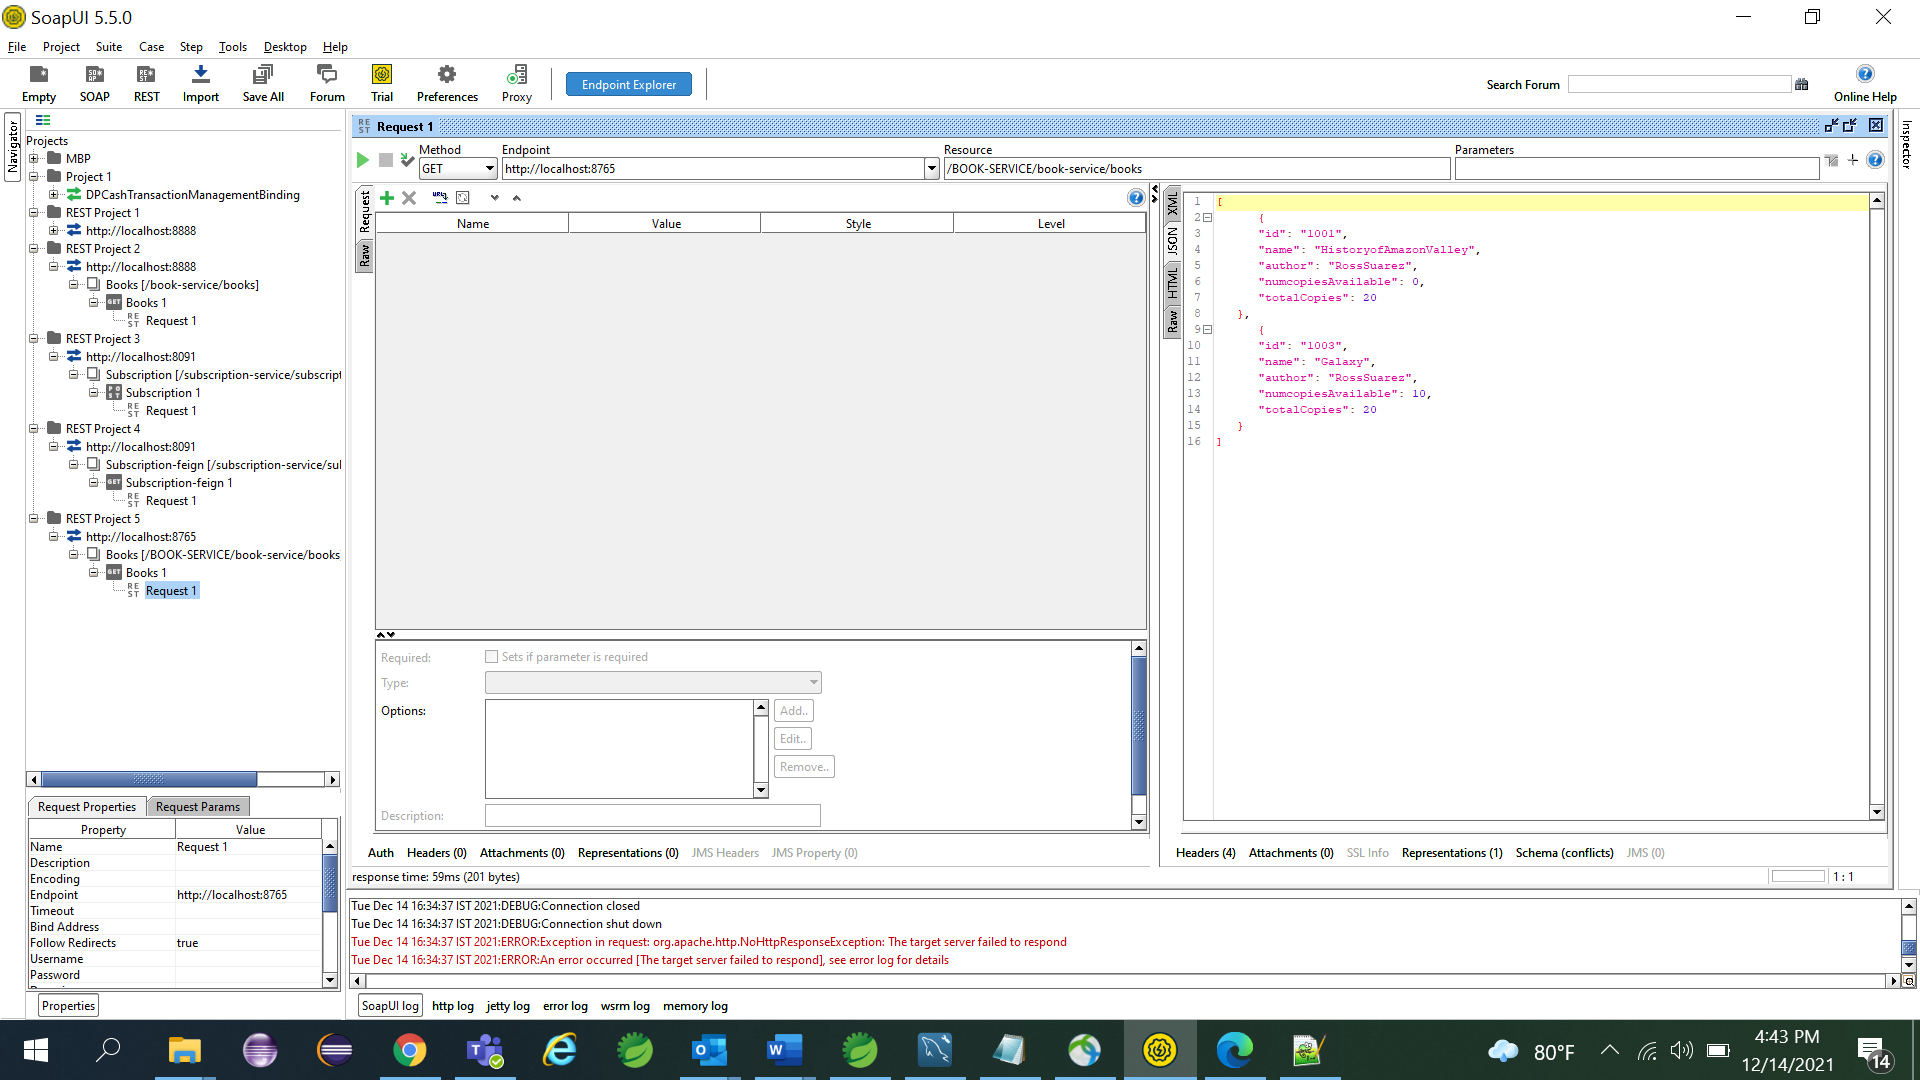 SoapUI 5.5.0
File Project Suite Case Step Tools Desktop Help
Empty SOAP REST Import Save All Forum Trial Preferences Proxy Endpoint Explorer Search Forum Online Help
Navigator
Projects
MBP
Project 1
DPCashTransactionManagementBinding
REST Project 1
http://localhost:8888
REST Project 2
http://localhost:8888
Books [/book-service/books]
GET Books 1
REST Request 1
REST Project 3
http://localhost:8091
Subscription [/subscription-service/subscript
POST Subscription 1
REST Request 1
REST Project 4
http://localhost:8091
Subscription-feign [/subscription-service/sul
GET Subscription-feign 1
REST Request 1
REST Project 5
http://localhost:8765
Books [/BOOK-SERVICE/book-service/books
GET Books 1
REST Request 1
Request Properties Request Params
Property Value
Name Request 1
Description
Encoding
Endpoint http://localhost:8765
Timeout
Bind Address
Follow Redirects true
Username
Password
Properties
REST Request 1
Method Endpoint Resource Parameters
GET http://localhost:8765 /BOOK-SERVICE/book-service/books
Request
Raw
Name Value Style Level
Required: Sets if parameter is required
Type:
Options: Add..
Edit..
Remove..
Description:
Auth Headers (0) Attachments (0) Representations (0) JMS Headers JMS Property (0)
XML
JSON
HTML
Raw
1 [
2 {
3 "id": "1001",
4 "name": "HistoryofAmazonValley",
5 "author": "RossSuarez",
6 "numcopiesAvailable": 0,
7 "totalCopies": 20
8 },
9 {
10 "id": "1003",
11 "name": "Galaxy",
12 "author": "RossSuarez",
13 "numcopiesAvailable": 10,
14 "totalCopies": 20
15 }
16 ]
Headers (4) Attachments (0) SSL Info Representations (1) Schema (conflicts) JMS (0)
response time: 59ms (201 bytes)
1 : 1
Inspector
Tue Dec 14 16:34:37 IST 2021:DEBUG:Connection closed
Tue Dec 14 16:34:37 IST 2021:DEBUG:Connection shut down
Tue Dec 14 16:34:37 IST 2021:ERROR:Exception in request: org.apache.http.NoHttpResponseException: The target server failed to respond
Tue Dec 14 16:34:37 IST 2021:ERROR:An error occurred [The target server failed to respond], see error log for details
SoapUI log http log jetty log error log wsrm log memory log
80°F
4:43 PM
12/14/2021
14